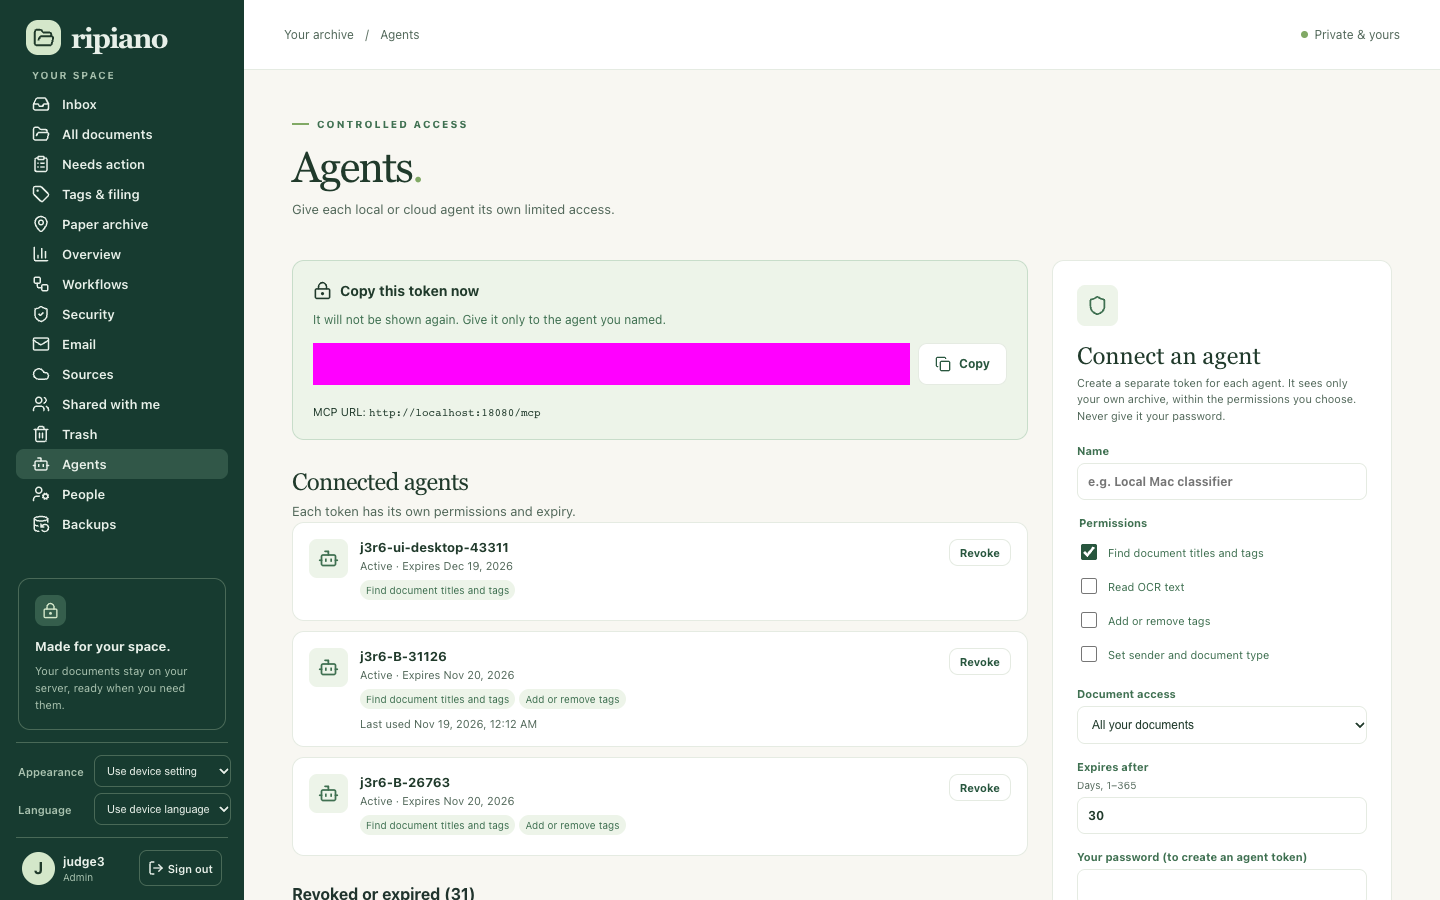 ripiano
YOUR SPACE
Inbox
All documents
Needs action
Tags & filing
Paper archive
Overview
Workflows
Security
Email
Sources
Shared with me
Trash
Agents
People
Backups
Made for your space.
Your documents stay on your
server, ready when you need
them.
Appearance
Use device setting
Language
Use device language
J
judge3
Admin
Sign out
Your archive / Agents
Private & yours
CONTROLLED ACCESS
Agents.
Give each local or cloud agent its own limited access.
Copy this token now
It will not be shown again. Give it only to the agent you named.
Copy
MCP URL: http://localhost:18080/mcp
Connected agents
Each token has its own permissions and expiry.
j3r6-ui-desktop-43311
Active · Expires Dec 19, 2026
Find document titles and tags
Revoke
j3r6-B-31126
Active · Expires Nov 20, 2026
Find document titles and tags Add or remove tags
Last used Nov 19, 2026, 12:12 AM
Revoke
j3r6-B-26763
Active · Expires Nov 20, 2026
Find document titles and tags Add or remove tags
Revoke
Revoked or expired (31)
Connect an agent
Create a separate token for each agent. It sees only
your own archive, within the permissions you choose.
Never give it your password.
Name
e.g. Local Mac classifier
Permissions
Find document titles and tags
Read OCR text
Add or remove tags
Set sender and document type
Document access
All your documents
Expires after
Days, 1–365
30
Your password (to create an agent token)